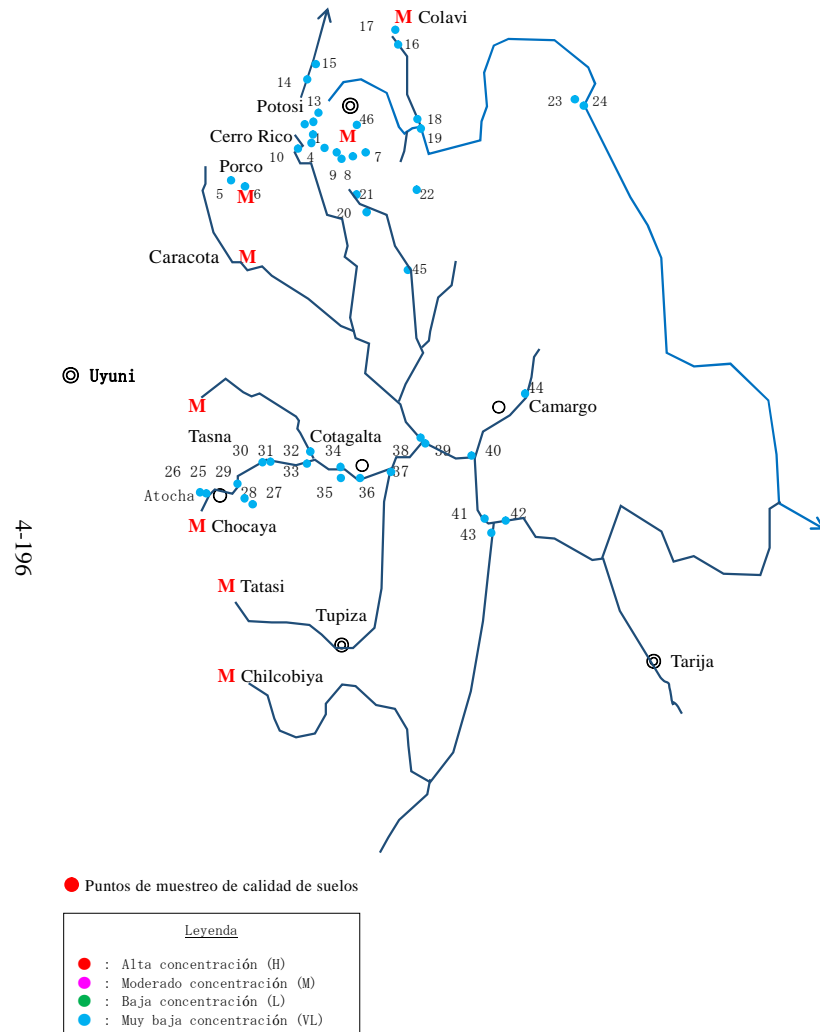 17 M Colavi
16
15
14
Potosi 13
46
18
23 24
Cerro Rico 1 M
19
10 4 7
Porco 9 8
5 6
M
21 22
20
Caracota M
45
Uyuni
44
M Camargo
Tasna Cotagalta
30 31 32 34 38 39 40
26 25 29 33 37
Atocha 28 27 35 36
M Chocaya
41 42
43
M Tatasi
Tupiza
Tarija
M Chilcobiya
4-196
Puntos de muestreo de calidad de suelos
Leyenda
: Alta concentración (H)
: Moderado concentración (M)
: Baja concentración (L)
: Muy baja concentración (VL)